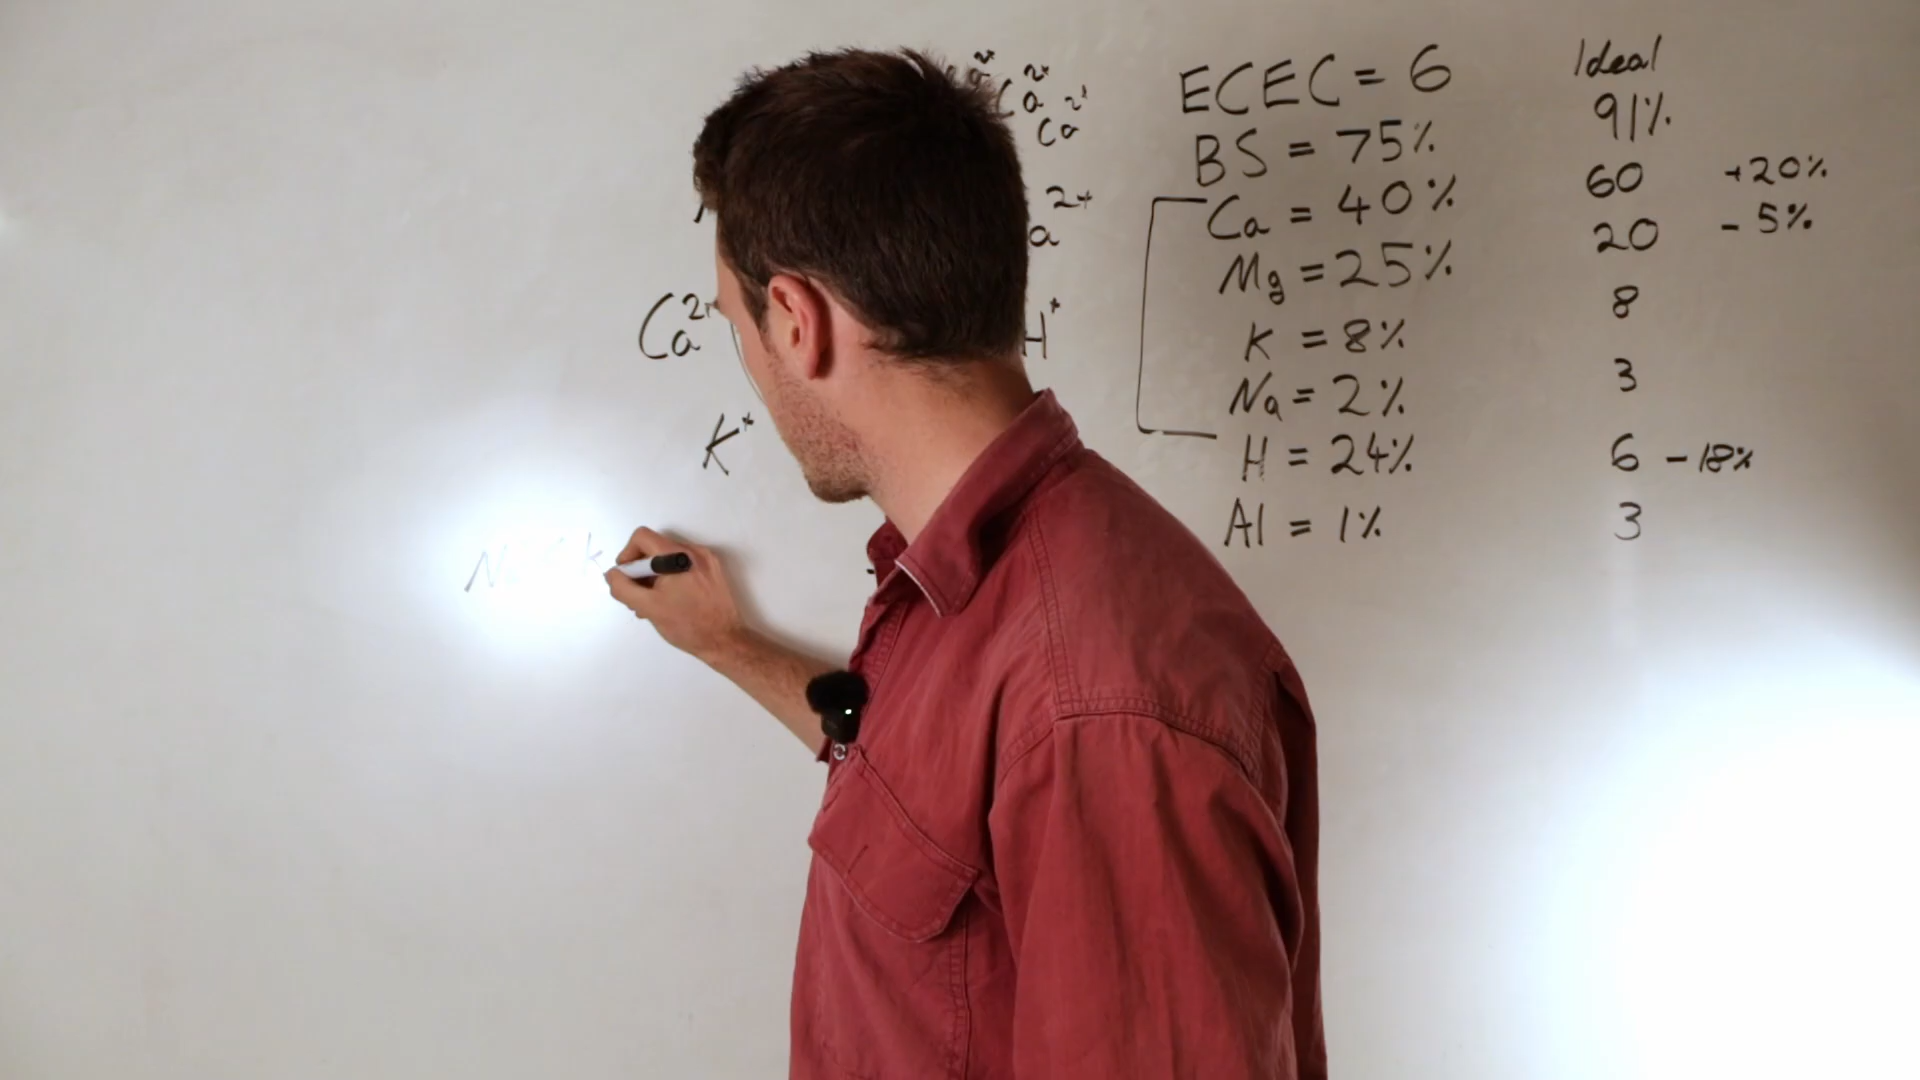 Ca²⁺
Ca²⁺
a²⁺
Ca²⁺
H⁺
K⁺
ECEC = 6
BS = 75%
Ca = 40%
Mg = 25%
K = 8%
Na = 2%
H = 24%
Al = 1%
Ideal
91%
60 +20%
20 - 5%
8
3
6 - 18%
3